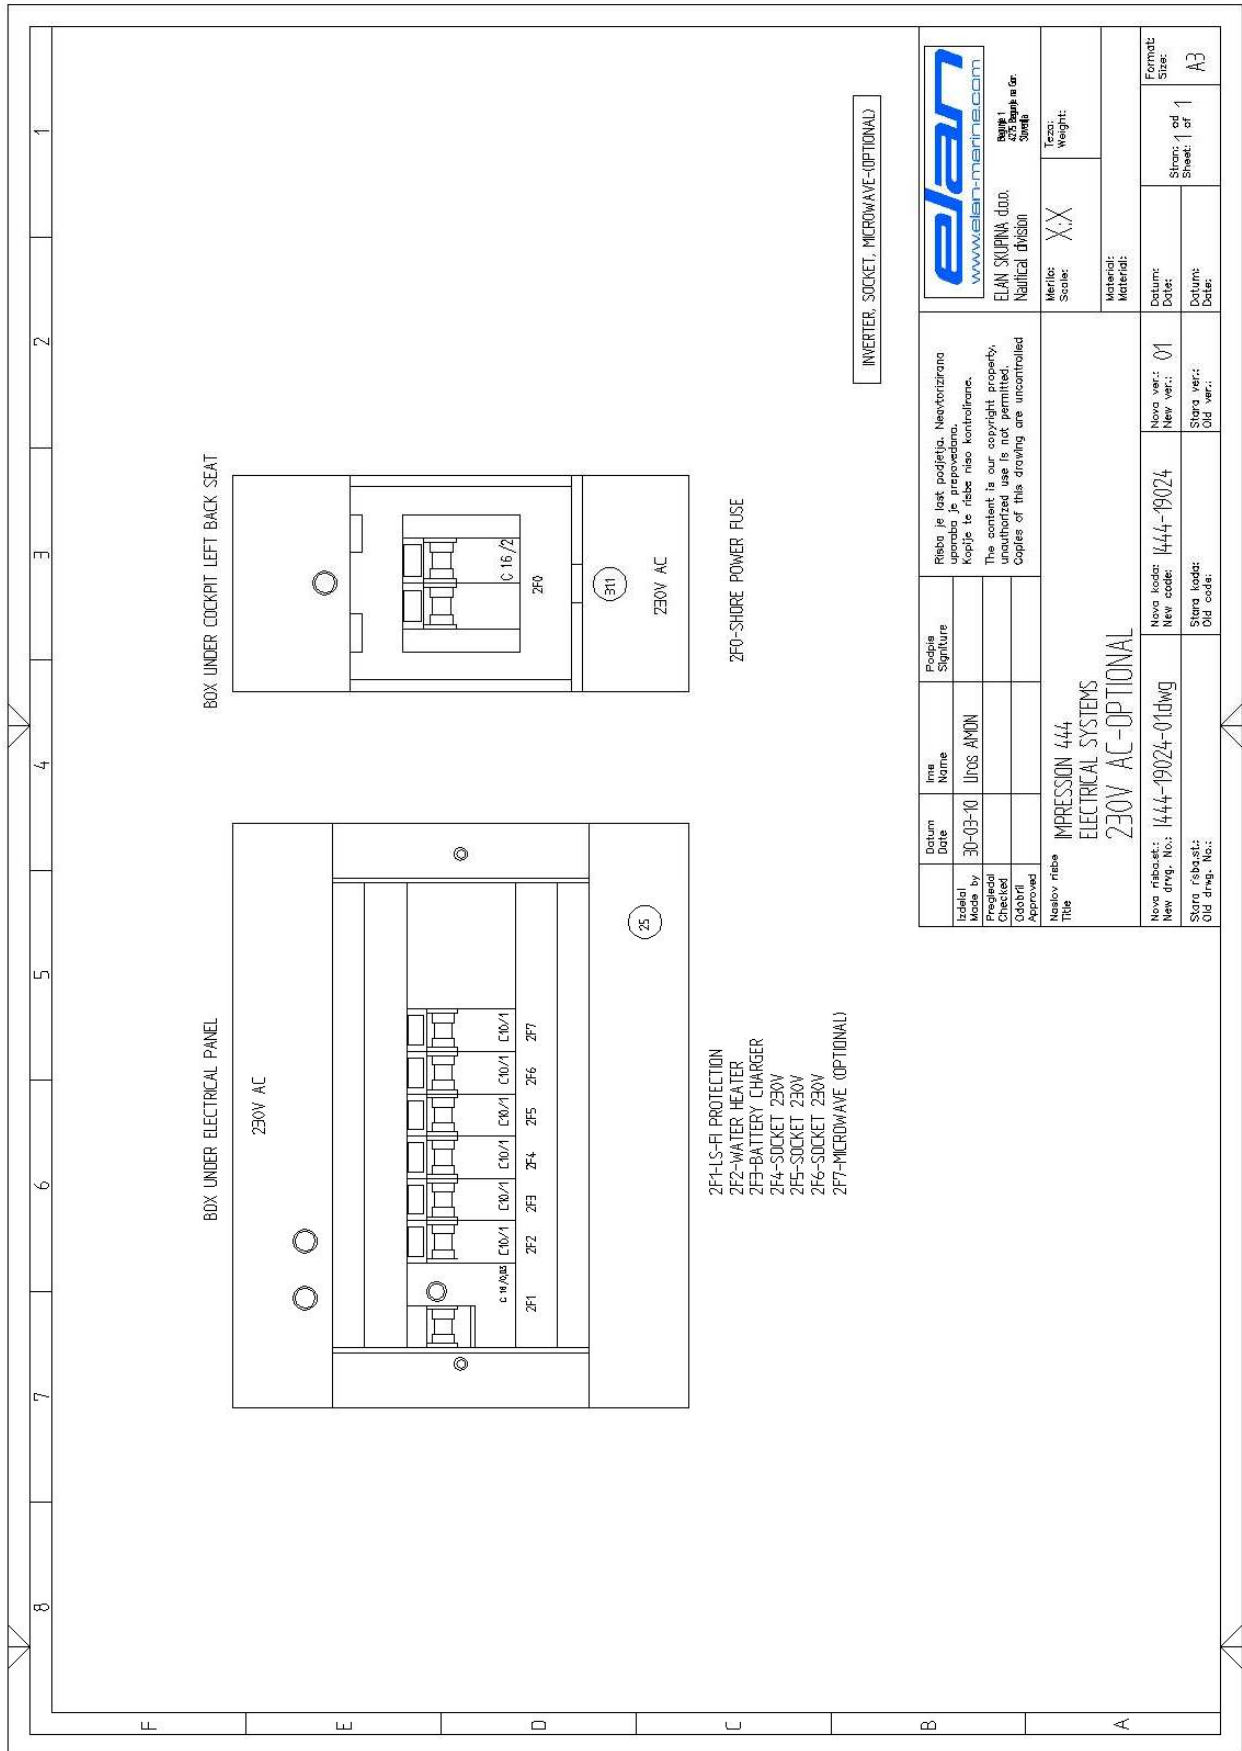 8
7
6
5
4
3
2
1
F
E
D
C
B
A
BOX UNDER ELECTRICAL PANEL
230V AC
C 16 /0,03
C10/1
C10/1
C10/1
C10/1
C10/1
C10/1
2F1
2F2
2F3
2F4
2F5
2F6
2F7
25
2F1-LS-FI PROTECTION
2F2-WATER HEATER
2F3-BATTERY CHARGER
2F4-SOCKET 230V
2F5-SOCKET 230V
2F6-SOCKET 230V
2F7-MICROWAVE (OPTIONAL)
BOX UNDER COCKPIT LEFT BACK SEAT
C 16 /2
2F0
311
230V AC
2F0-SHORE POWER FUSE
INVERTER, SOCKET, MICROWAVE-(OPTIONAL)
Datum
Date
Ime
Name
Podpis
Signiture
Izdelal
Made by
30-03-10
Uros AMON
Pregledal
Checked
Odobril
Approved
Risba je last podjetja. Neavtorizirana
uporaba je prepovedana.
Kopije te risbe niso kontrolirane.
The content is our copyright property,
unauthorized use is not permitted.
Copies of this drawing are uncontrolled
elan
www.elan-marine.com
ELAN SKUPINA d.o.o.
Nautical division
Begunje 1
4275 Begunje na Gor.
Slovenija
Naslov risbe
Title
IMPRESSION 444
ELECTRICAL SYSTEMS
230V AC-OPTIONAL
Merilo:
Scale:
X:X
Teza:
Weight:
Material:
Material:
Nova risba.št.:
New drwg. No.:
I444-19024-01.dwg
Nova koda:
New code:
I444-19024
Nova ver.:
New ver.:
01
Datum:
Date:
Stran: 1 od 1
Sheet: 1 of 1
Format:
Size:
A3
Stara risba.št.:
Old drwg. No.:
Stara koda:
Old code:
Stara ver.:
Old ver.:
Datum:
Date: